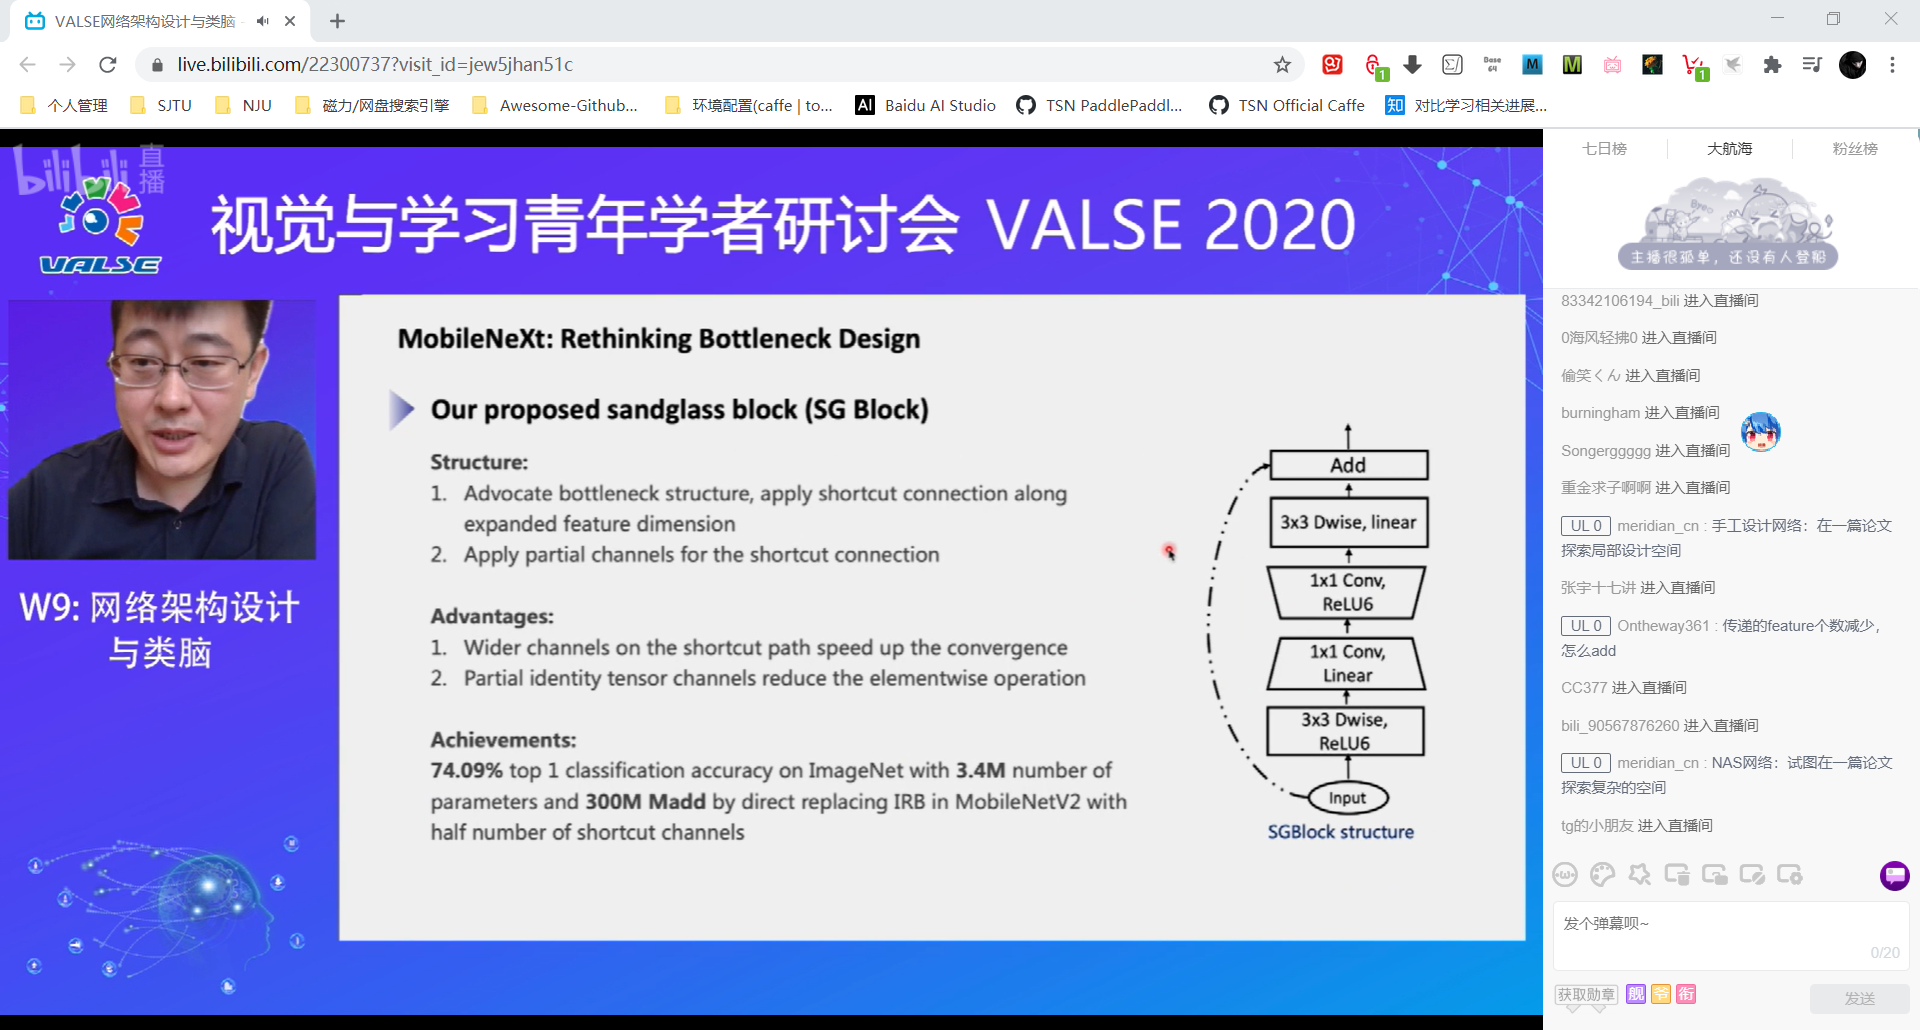 VALSE网络架构设计与类脑
live.bilibili.com/22300737?visit_id=jew5jhan51c
1
Base
64
M
M
1
个人管理
SJTU
NJU
磁力/网盘搜索引擎
Awesome-Github...
环境配置(caffe | to...
AI Baidu AI Studio
TSN PaddlePaddl...
TSN Official Caffe
知 对比学习相关进展...
bilibili 直播
VALSE
视觉与学习青年学者研讨会 VALSE 2020
W9: 网络架构设计
与类脑
MobileNeXt: Rethinking Bottleneck Design
Our proposed sandglass block (SG Block)
Structure:
1. Advocate bottleneck structure, apply shortcut connection along
expanded feature dimension
2. Apply partial channels for the shortcut connection
Advantages:
1. Wider channels on the shortcut path speed up the convergence
2. Partial identity tensor channels reduce the elementwise operation
Achievements:
74.09% top 1 classification accuracy on ImageNet with 3.4M number of
parameters and 300M Madd by direct replacing IRB in MobileNetV2 with
half number of shortcut channels
Add
3x3 Dwise, linear
1x1 Conv,
ReLU6
1x1 Conv,
Linear
3x3 Dwise,
ReLU6
Input
SGBlock structure
七日榜
大航海
粉丝榜
主播很孤单，还没有人登船
83342106194_bili 进入直播间
0海风轻拂0 进入直播间
偷笑くん 进入直播间
burningham 进入直播间
Songerggggg 进入直播间
重金求子啊啊 进入直播间
UL 0 meridian_cn : 手工设计网络：在一篇论文
探索局部设计空间
张宇十七讲 进入直播间
UL 0 Ontheway361 : 传递的feature个数减少，
怎么add
CC377 进入直播间
bili_90567876260 进入直播间
UL 0 meridian_cn : NAS网络：试图在一篇论文
探索复杂的空间
tg的小朋友 进入直播间
发个弹幕呗~
0/20
获取勋章
舰
爷
衔
发送